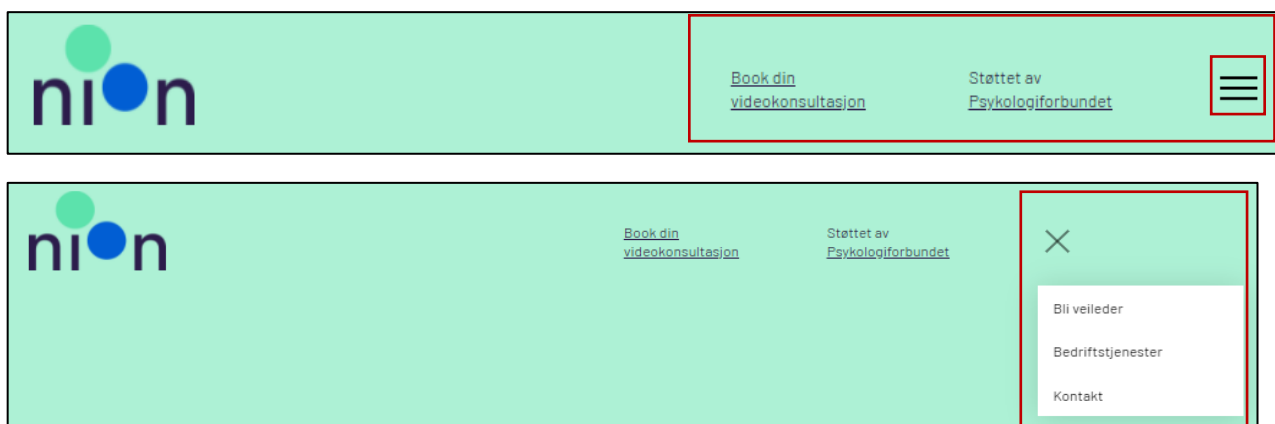 nion
Book din
videokonsultasjon
Støttet av
Psykologiforbundet
nion
Book din
videokonsultasjon
Støttet av
Psykologiforbundet
Bli veileder
Bedriftstjenester
Kontakt